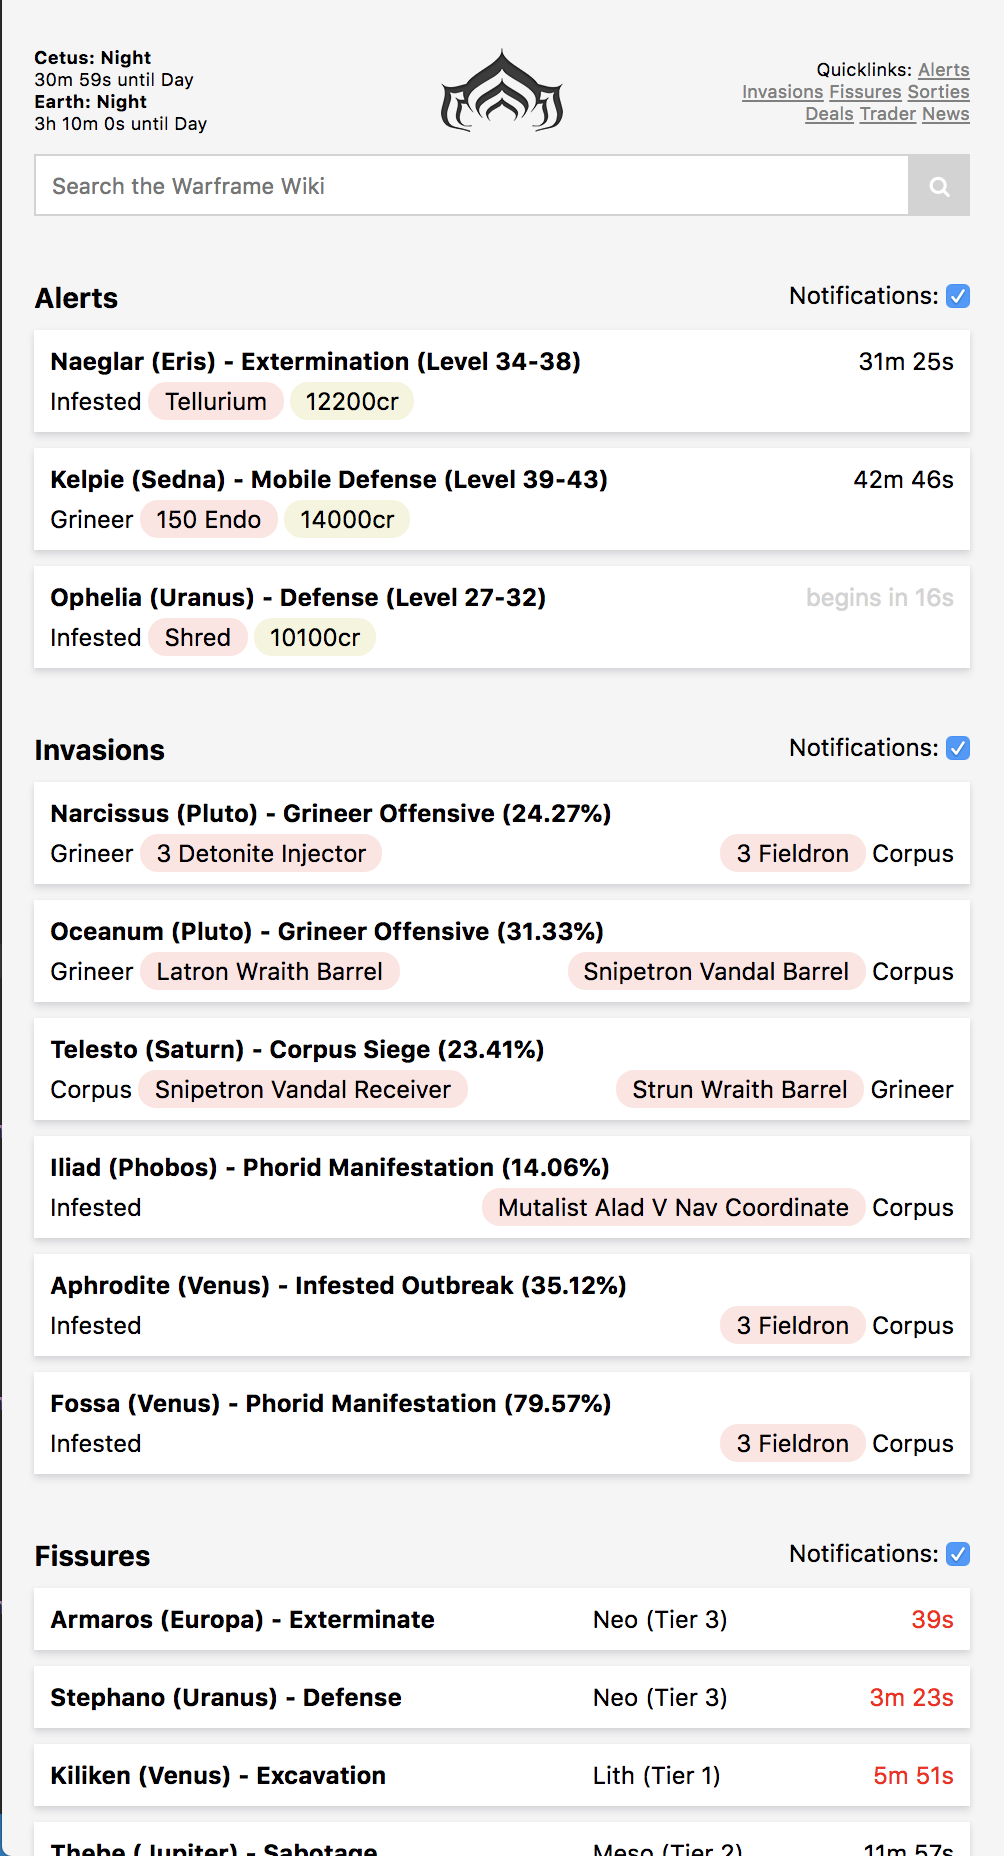 Cetus: Night
30m 59s until Day
Earth: Night
3h 10m 0s until Day
Quicklinks: Alerts
Invasions Fissures Sorties
Deals Trader News
Search the Warframe Wiki
Alerts
Notifications:
Naeglar (Eris) - Extermination (Level 34-38)
31m 25s
Infested Tellurium 12200cr
Kelpie (Sedna) - Mobile Defense (Level 39-43)
42m 46s
Grineer 150 Endo 14000cr
Ophelia (Uranus) - Defense (Level 27-32)
begins in 16s
Infested Shred 10100cr
Invasions
Notifications:
Narcissus (Pluto) - Grineer Offensive (24.27%)
Grineer 3 Detonite Injector 3 Fieldron Corpus
Oceanum (Pluto) - Grineer Offensive (31.33%)
Grineer Latron Wraith Barrel Snipetron Vandal Barrel Corpus
Telesto (Saturn) - Corpus Siege (23.41%)
Corpus Snipetron Vandal Receiver Strun Wraith Barrel Grineer
Iliad (Phobos) - Phorid Manifestation (14.06%)
Infested Mutalist Alad V Nav Coordinate Corpus
Aphrodite (Venus) - Infested Outbreak (35.12%)
Infested 3 Fieldron Corpus
Fossa (Venus) - Phorid Manifestation (79.57%)
Infested 3 Fieldron Corpus
Fissures
Notifications:
Armaros (Europa) - Exterminate Neo (Tier 3) 39s
Stephano (Uranus) - Defense Neo (Tier 3) 3m 23s
Kiliken (Venus) - Excavation Lith (Tier 1) 5m 51s
Thebe (Jupiter) - Sabotage Meso (Tier 2) 11m 57s